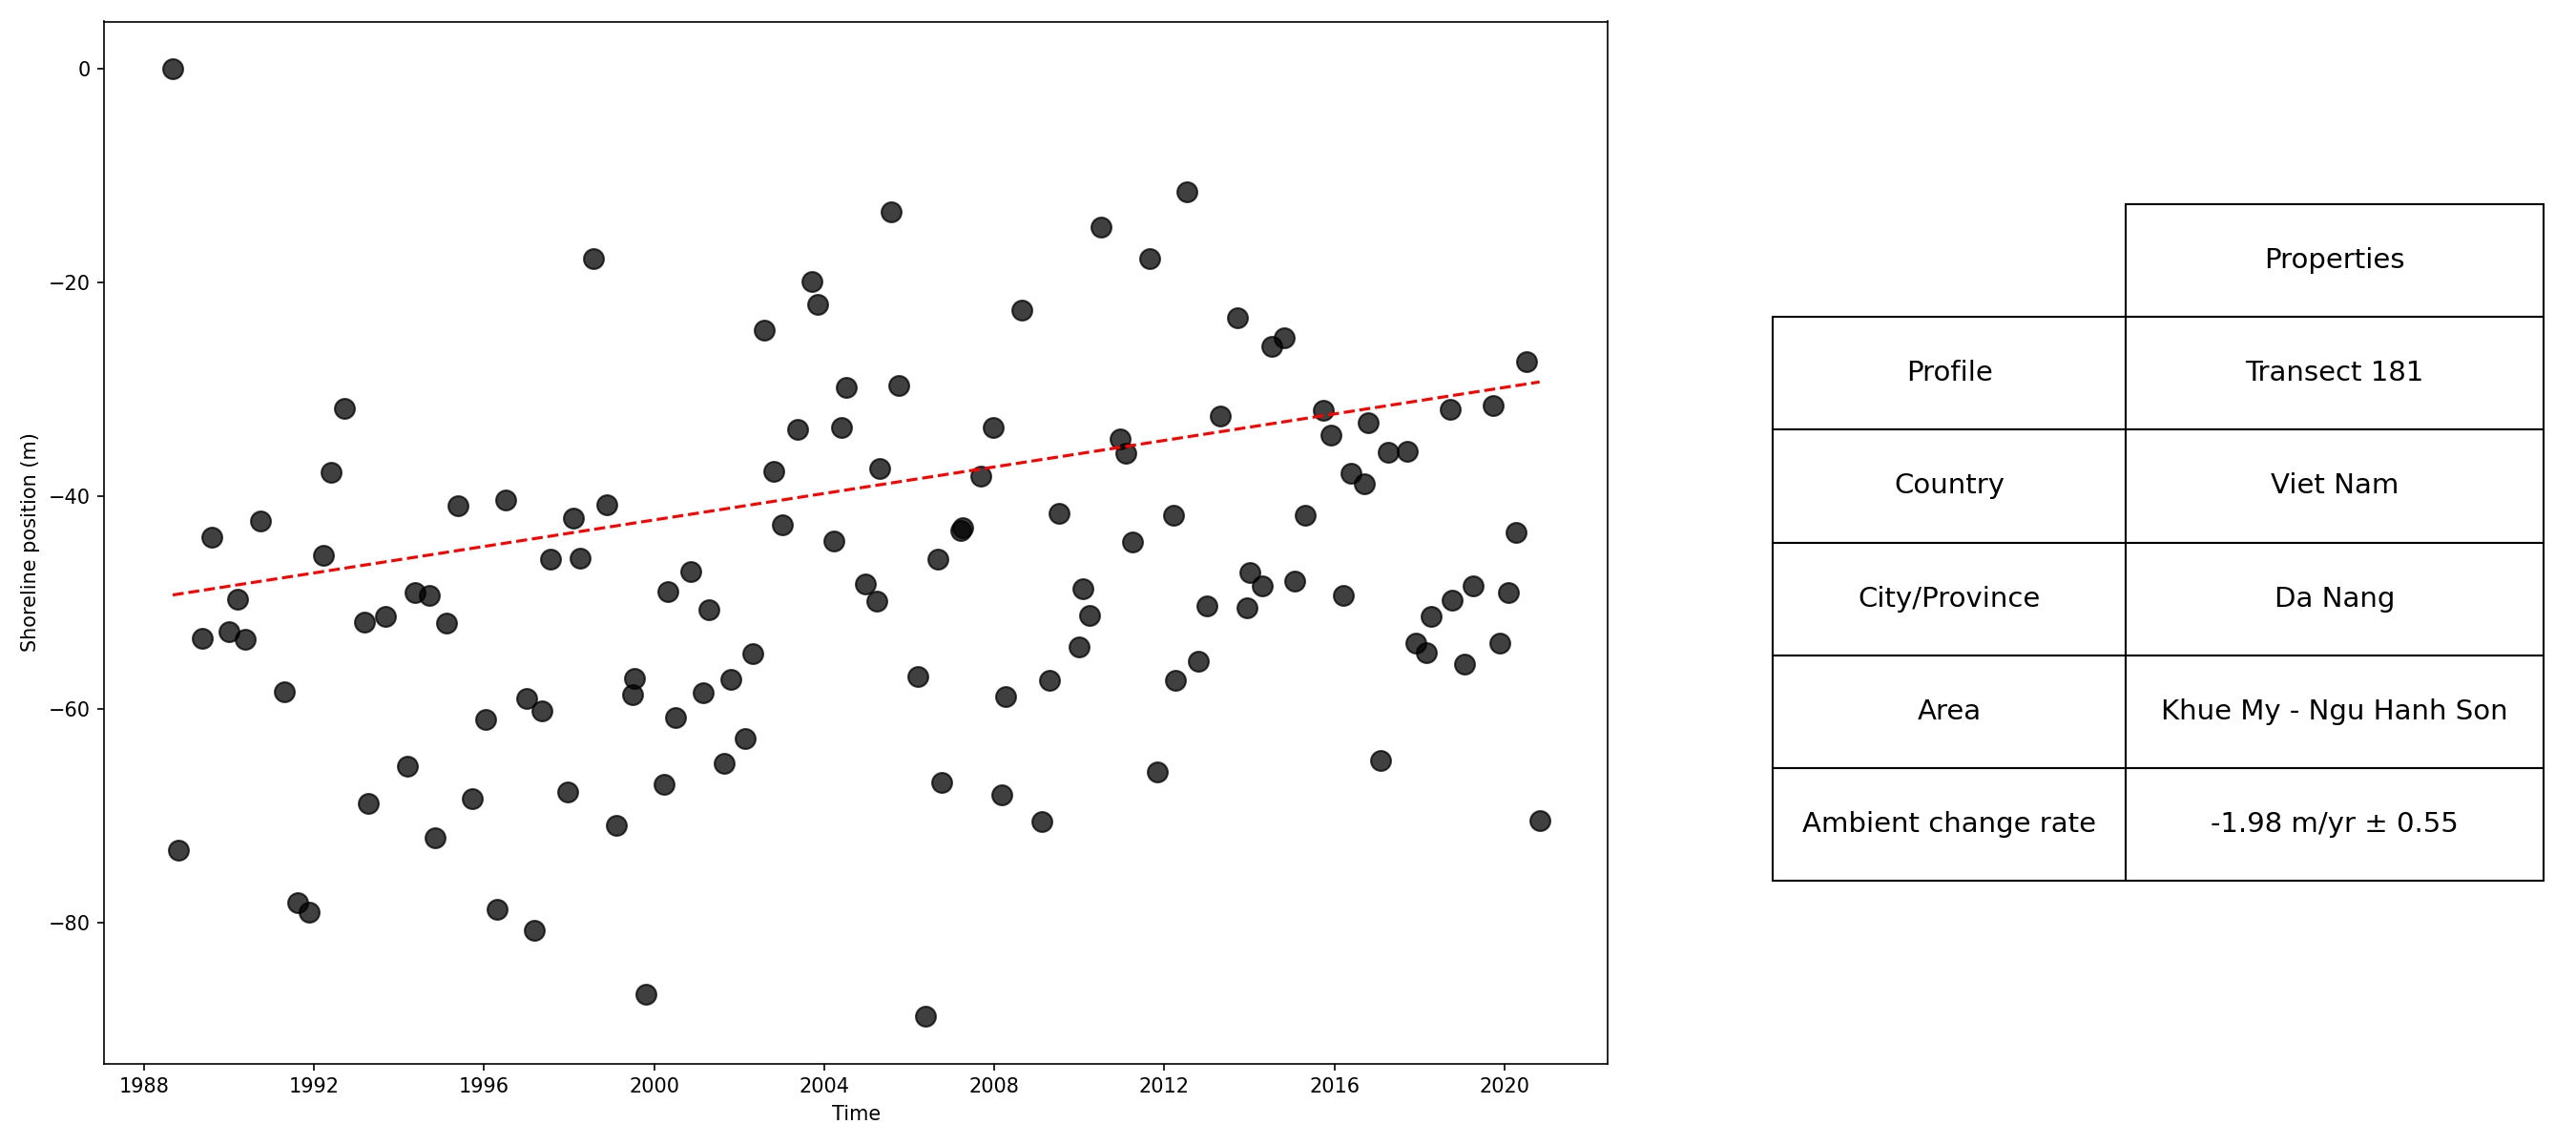 0
−20
−40
−60
−80
Shoreline position (m)
1988 1992 1996 2000 2004 2008 2012 2016 2020
Time
Properties
Profile Transect 181
Country Viet Nam
City/Province Da Nang
Area Khue My - Ngu Hanh Son
Ambient change rate -1.98 m/yr ± 0.55